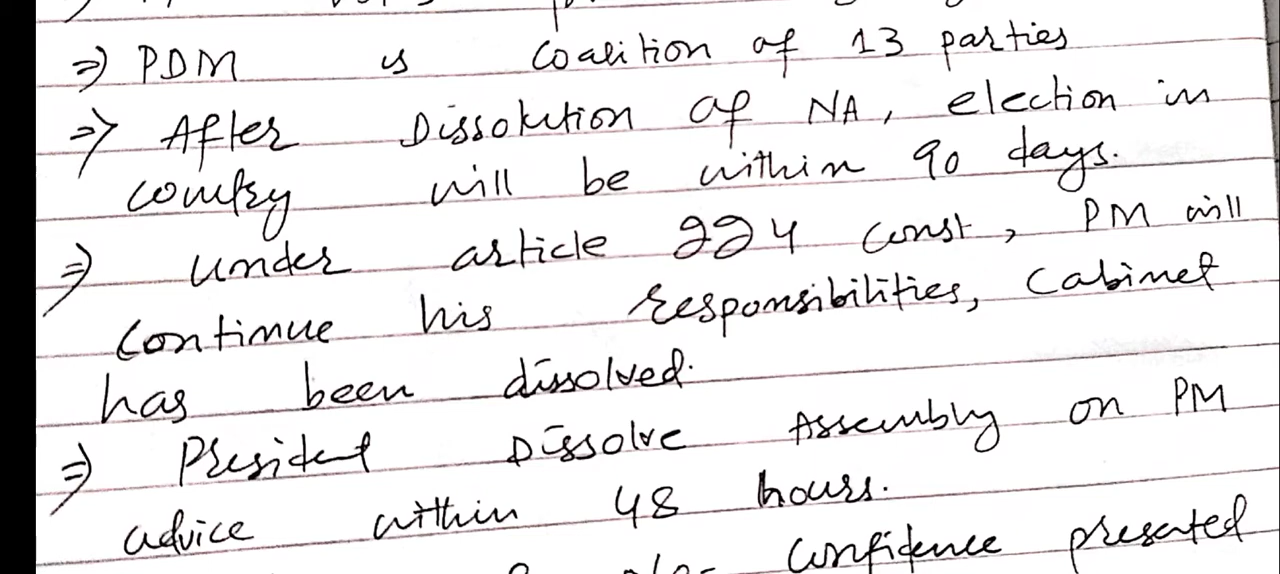 => PDM is Coalition of 13 parties
=> After Dissolution of NA, election in
country will be within 90 days.
=> under article 224 const, PM will
continue his responsibilities, Cabinet
has been dissolved.
=> President Dissolve Assembly on PM
advice within 48 hours.
confidence presented